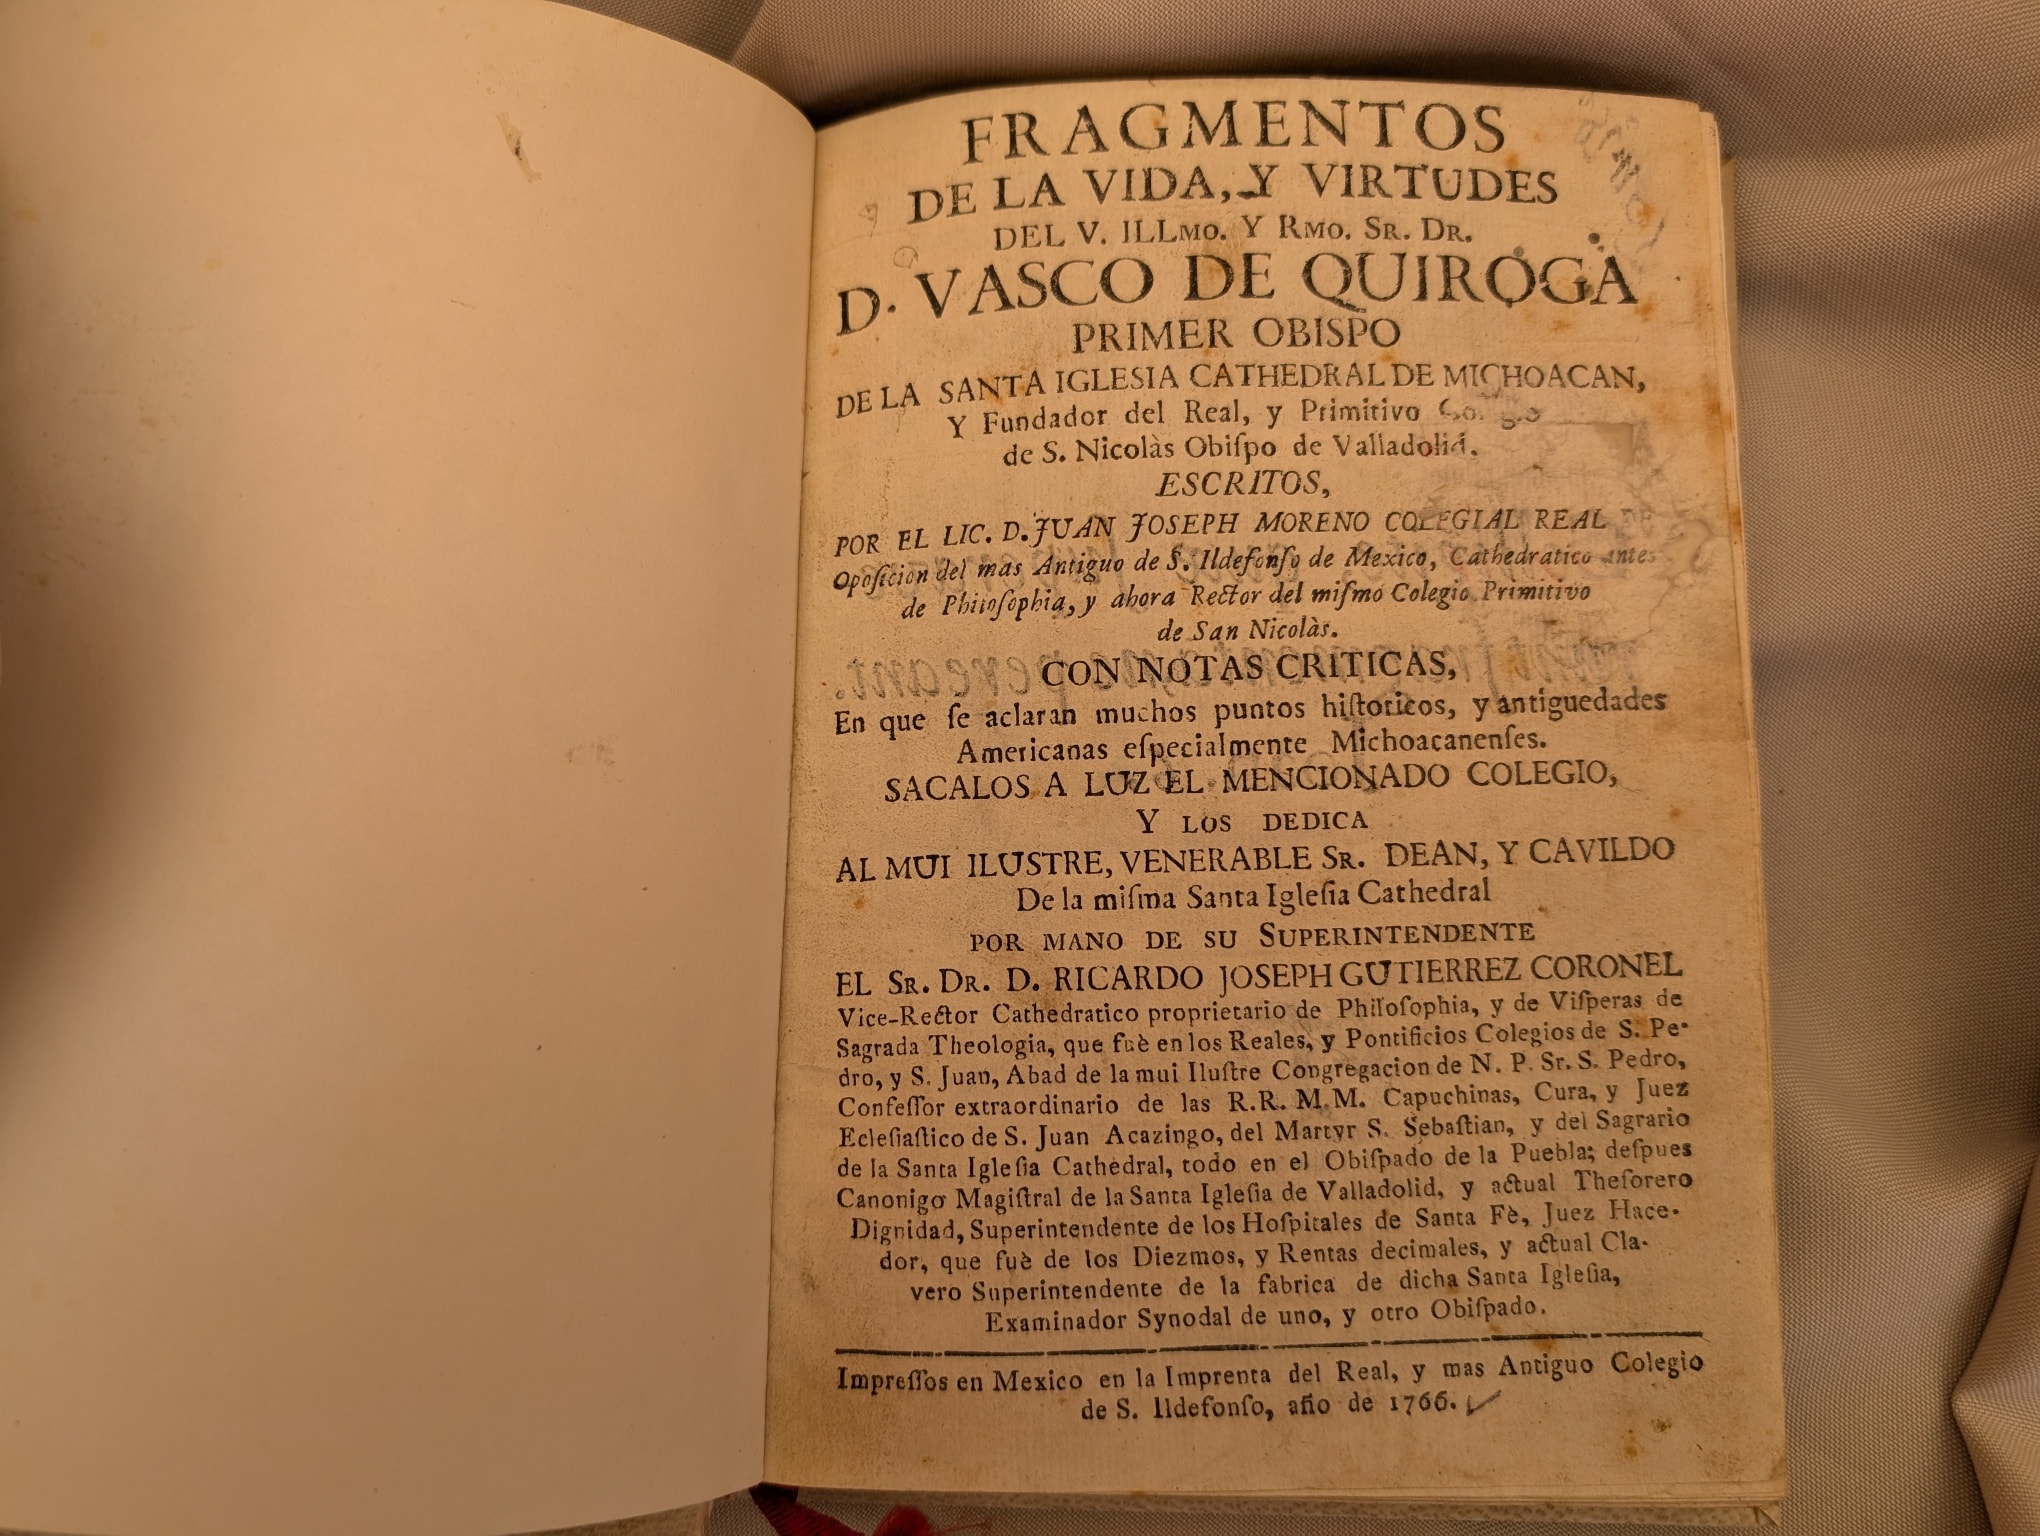 FRAGMENTOS
DE LA VIDA, Y VIRTUDES
DEL V. ILLMO. Y RMO. SR. DR.
D. VASCO DE QUIROGA
PRIMER OBISPO
DE LA SANTA IGLESIA CATHEDRAL DE MICHOACAN,
Y Fundador del Real, y Primitivo Colegio
de S. Nicolàs Obiſpo de Valladolid.
ESCRITOS,
POR EL LIC. D. JUAN JOSEPH MORENO COLEGIAL REAL DE
Opoſicion del mas Antiguo de S. Ildefonſo de Mexico, Cathedratico antes
de Philoſophia, y ahora Rector del miſmo Colegio Primitivo
de San Nicolàs.
CON NOTAS CRITICAS,
En que ſe aclaran muchos puntos hiſtoricos, y antiguedades
Americanas eſpecialmente Michoacanenſes.
SACALOS A LUZ EL MENCIONADO COLEGIO,
Y LOS DEDICA
AL MUI ILUSTRE, VENERABLE SR. DEAN, Y CAVILDO
De la miſma Santa Igleſia Cathedral
POR MANO DE SU SUPERINTENDENTE
EL SR. DR. D. RICARDO JOSEPH GUTIERREZ CORONEL
Vice-Rector Cathedratico proprietario de Philoſophia, y de Viſperas de
Sagrada Theologia, que fuè en los Reales, y Pontificios Colegios de S. Pe-
dro, y S. Juan, Abad de la mui Iluſtre Congregacion de N. P. Sr. S. Pedro,
Confeſſor extraordinario de las R.R. M.M. Capuchinas, Cura, y Juez
Ecleſiaſtico de S. Juan Acazingo, del Martyr S. Sebaſtian, y del Sagrario
de la Santa Igleſia Cathedral, todo en el Obiſpado de la Puebla; deſpues
Canonigo Magiſtral de la Santa Igleſia de Valladolid, y actual Theſorero
Dignidad, Superintendente de los Hoſpitales de Santa Fè, Juez Hace-
dor, que fuè de los Diezmos, y Rentas decimales, y actual Cla-
vero Superintendente de la fabrica de dicha Santa Igleſia,
Examinador Synodal de uno, y otro Obiſpado.
Impreſſos en Mexico en la Imprenta del Real, y mas Antiguo Colegio
de S. Ildefonſo, año de 1766.